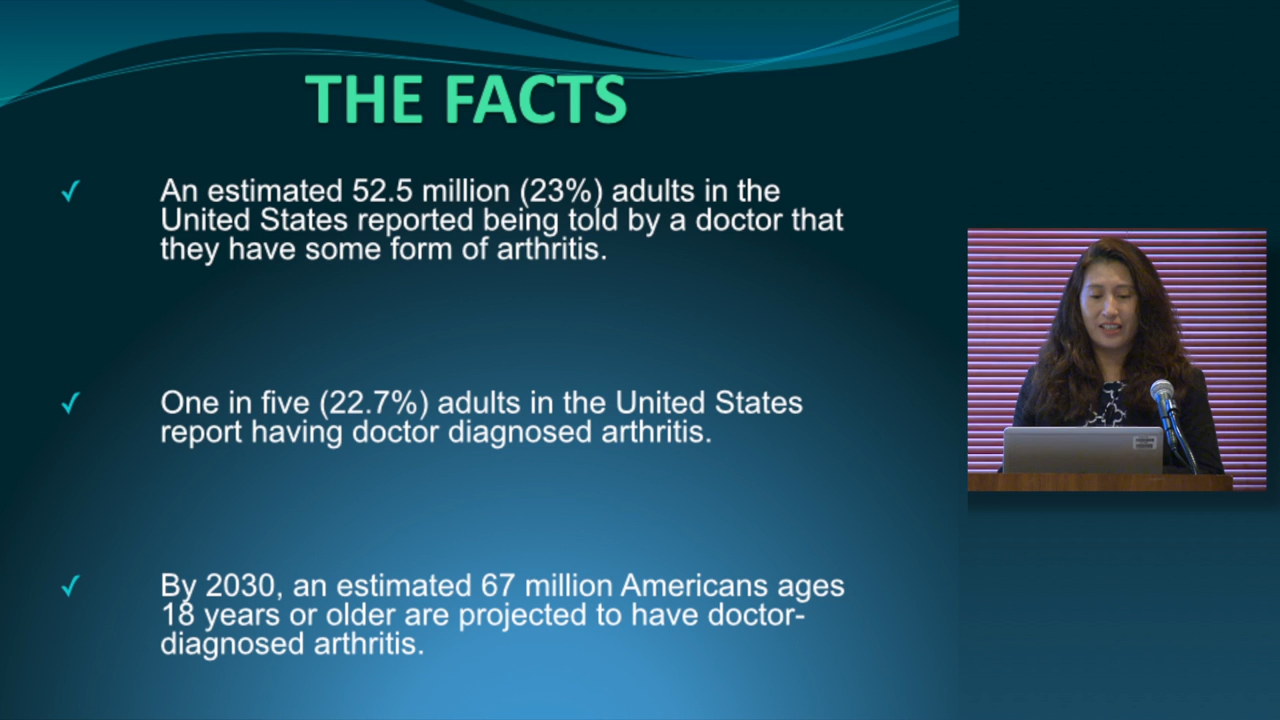 THE FACTS
✓ An estimated 52.5 million (23%) adults in the
United States reported being told by a doctor that
they have some form of arthritis.
✓ One in five (22.7%) adults in the United States
report having doctor diagnosed arthritis.
✓ By 2030, an estimated 67 million Americans ages
18 years or older are projected to have doctor-
diagnosed arthritis.